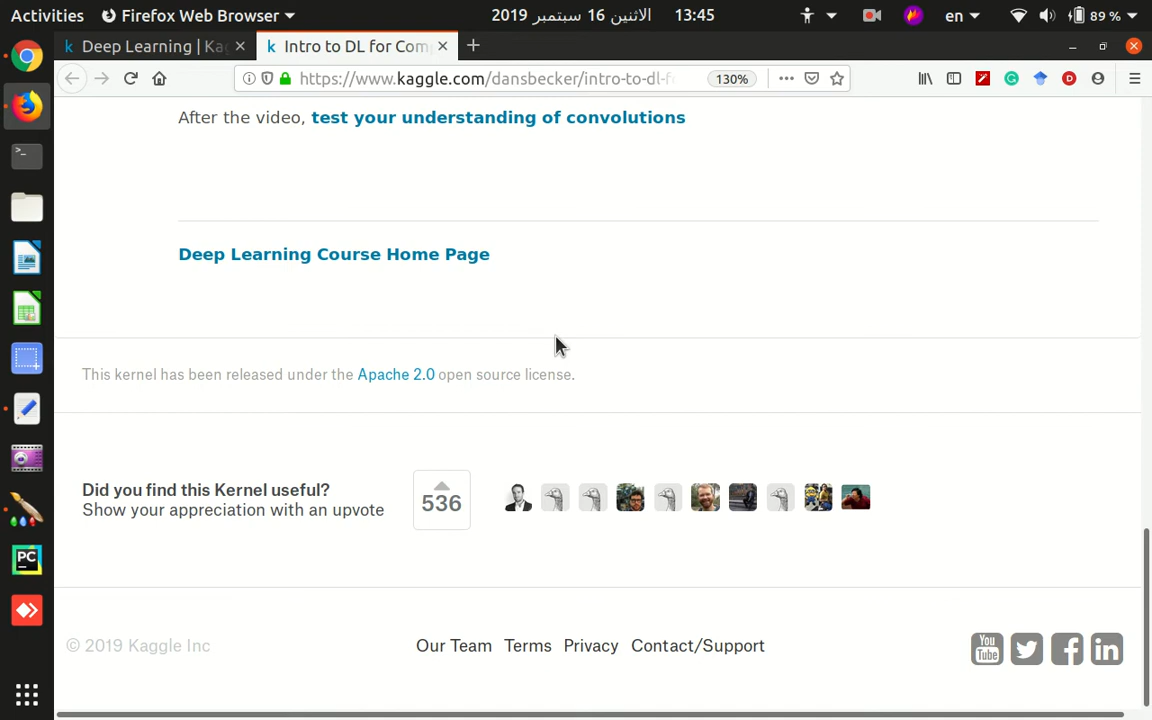 Activities Firefox Web Browser 2019 الاثنين 16 سبتمبر 13:45 en 89 %
Deep Learning | Ka Intro to DL for Com
https://www.kaggle.com/dansbecker/intro-to-dl-f 130%
After the video, test your understanding of convolutions
Deep Learning Course Home Page
This kernel has been released under the Apache 2.0 open source license.
Did you find this Kernel useful?
Show your appreciation with an upvote
536
© 2019 Kaggle Inc Our Team Terms Privacy Contact/Support
You Tube
in
PC